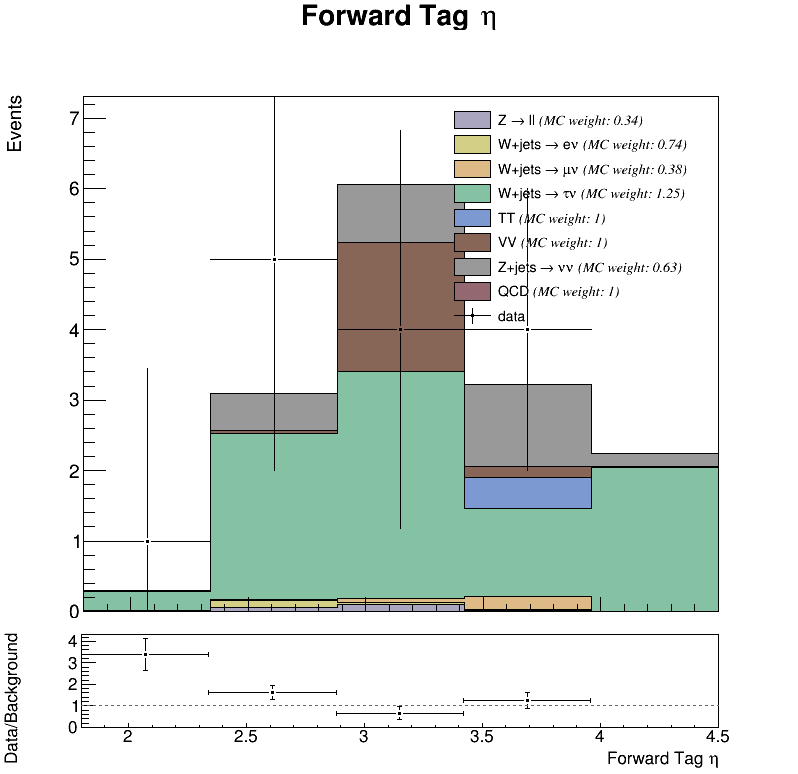 Forward Tag η
Events
7
6
5
4
3
2
1
0
Z → ll (MC weight: 0.34)
W+jets → eν (MC weight: 0.74)
W+jets → μν (MC weight: 0.38)
W+jets → τν (MC weight: 1.25)
TT (MC weight: 1)
VV (MC weight: 1)
Z+jets → νν (MC weight: 0.63)
QCD (MC weight: 1)
data
Data/Background
4
3
2
1
0
2 2.5 3 3.5 4 4.5
Forward Tag η